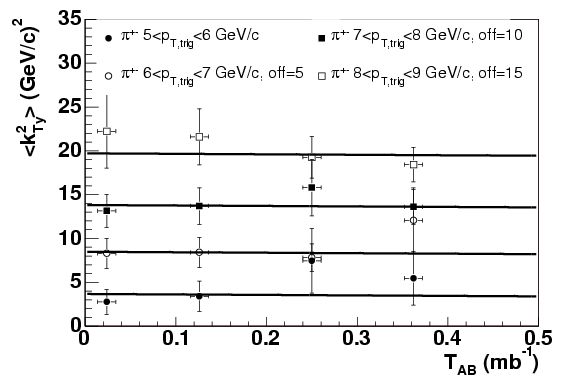 35
30
25
20
15
10
5
0
<k²Ty> (GeV/c)²
π+- 5<pT,trig<6 GeV/c
π+- 7<pT,trig<8 GeV/c, off=10
π+- 6<pT,trig<7 GeV/c, off=5
π+- 8<pT,trig<9 GeV/c, off=15
0 0.1 0.2 0.3 0.4 0.5
TAB (mb⁻¹)